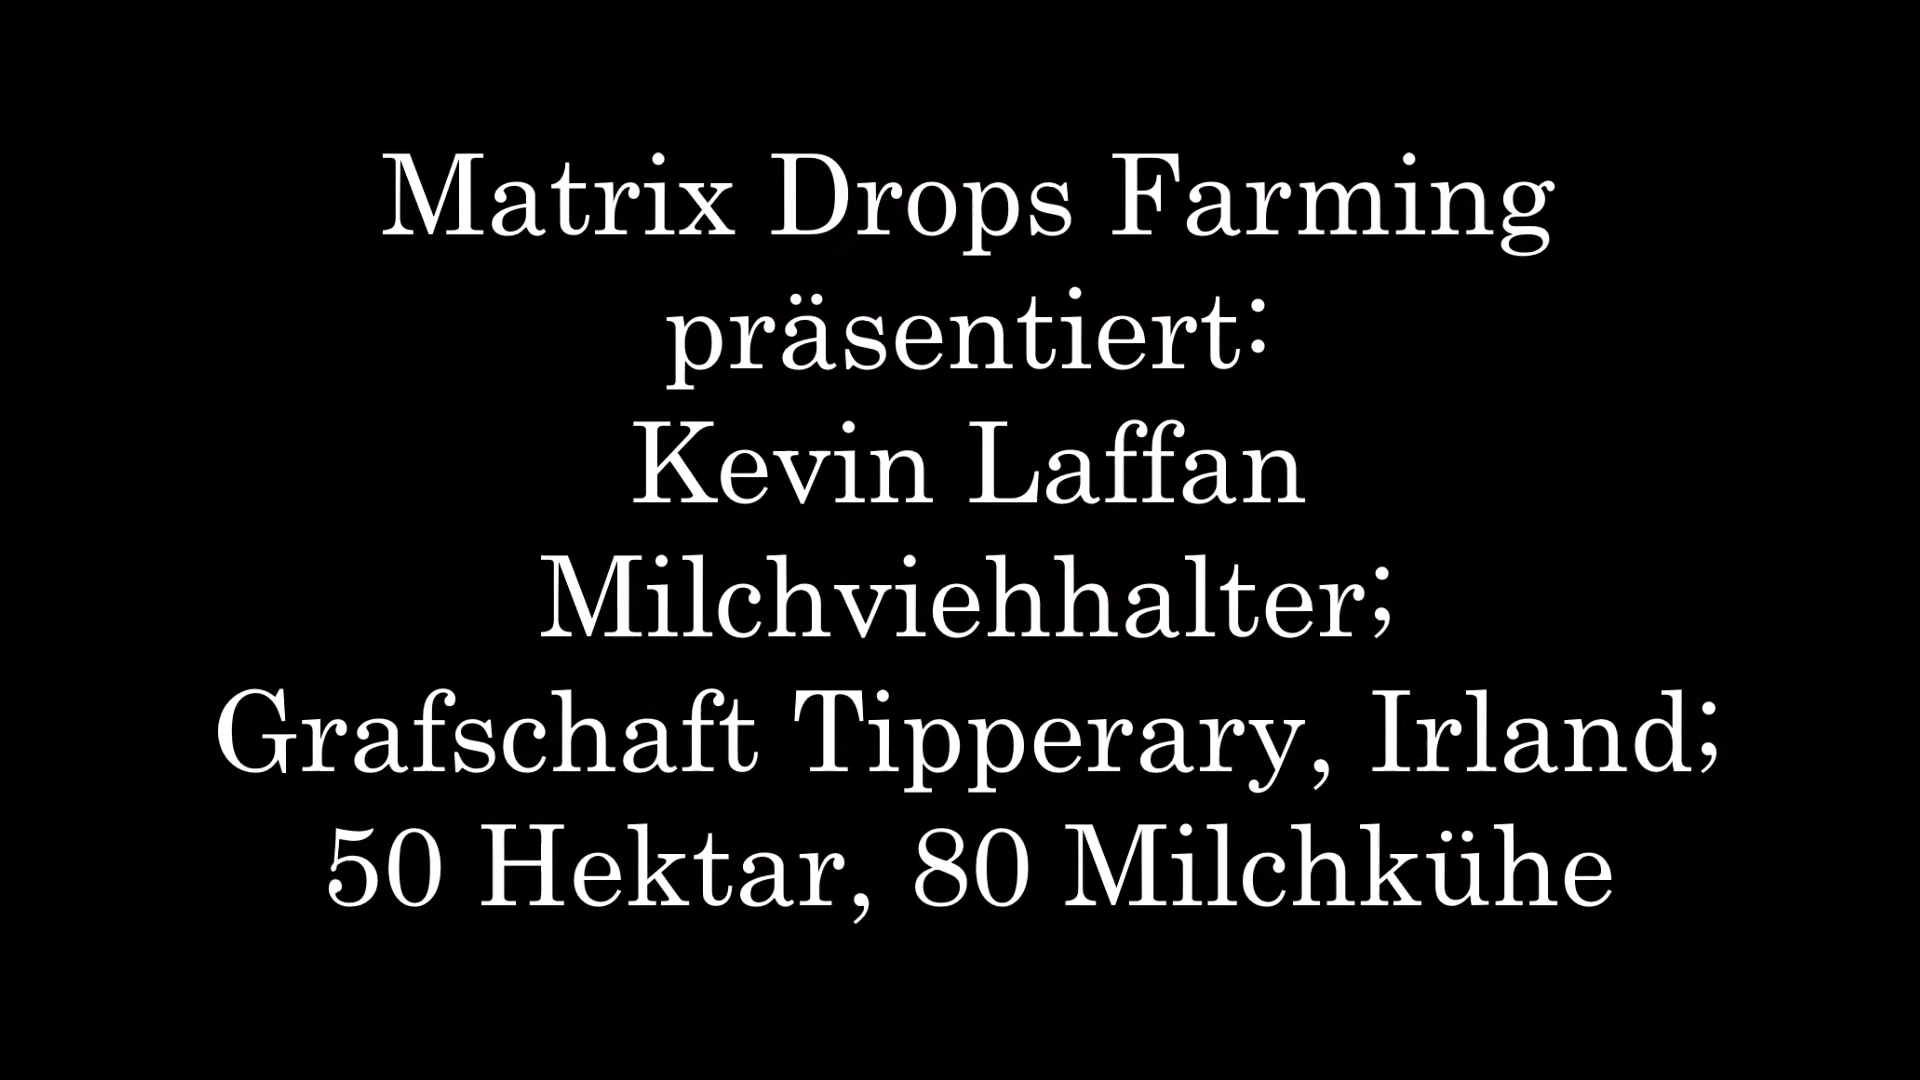 Matrix Drops Farming
präsentiert:
Kevin Laffan
Milchviehhalter;
Grafschaft Tipperary, Irland;
50 Hektar, 80 Milchkühe